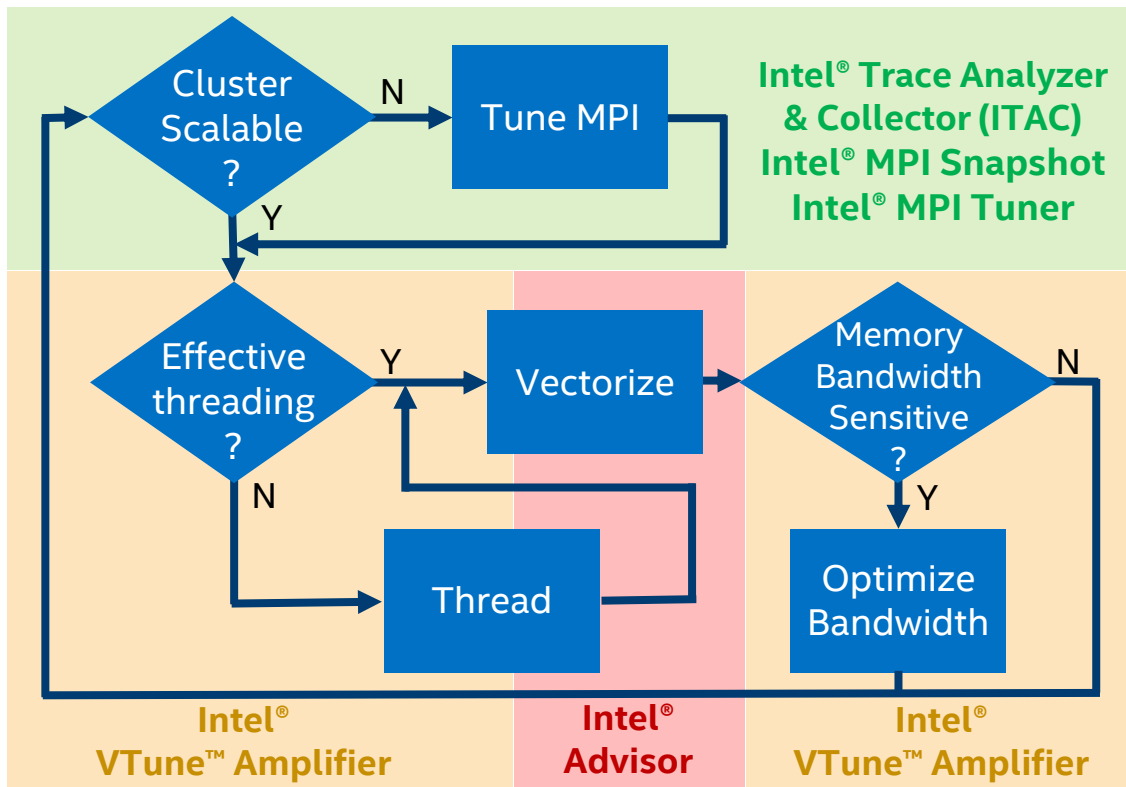 Cluster
Scalable
?
N
Tune MPI
Intel® Trace Analyzer
& Collector (ITAC)
Intel® MPI Snapshot
Intel® MPI Tuner
Y
Effective
threading
?
Y
N
Vectorize
Memory
Bandwidth
Sensitive
?
N
Y
Thread
Optimize
Bandwidth
Intel®
VTune™ Amplifier
Intel®
Advisor
Intel®
VTune™ Amplifier